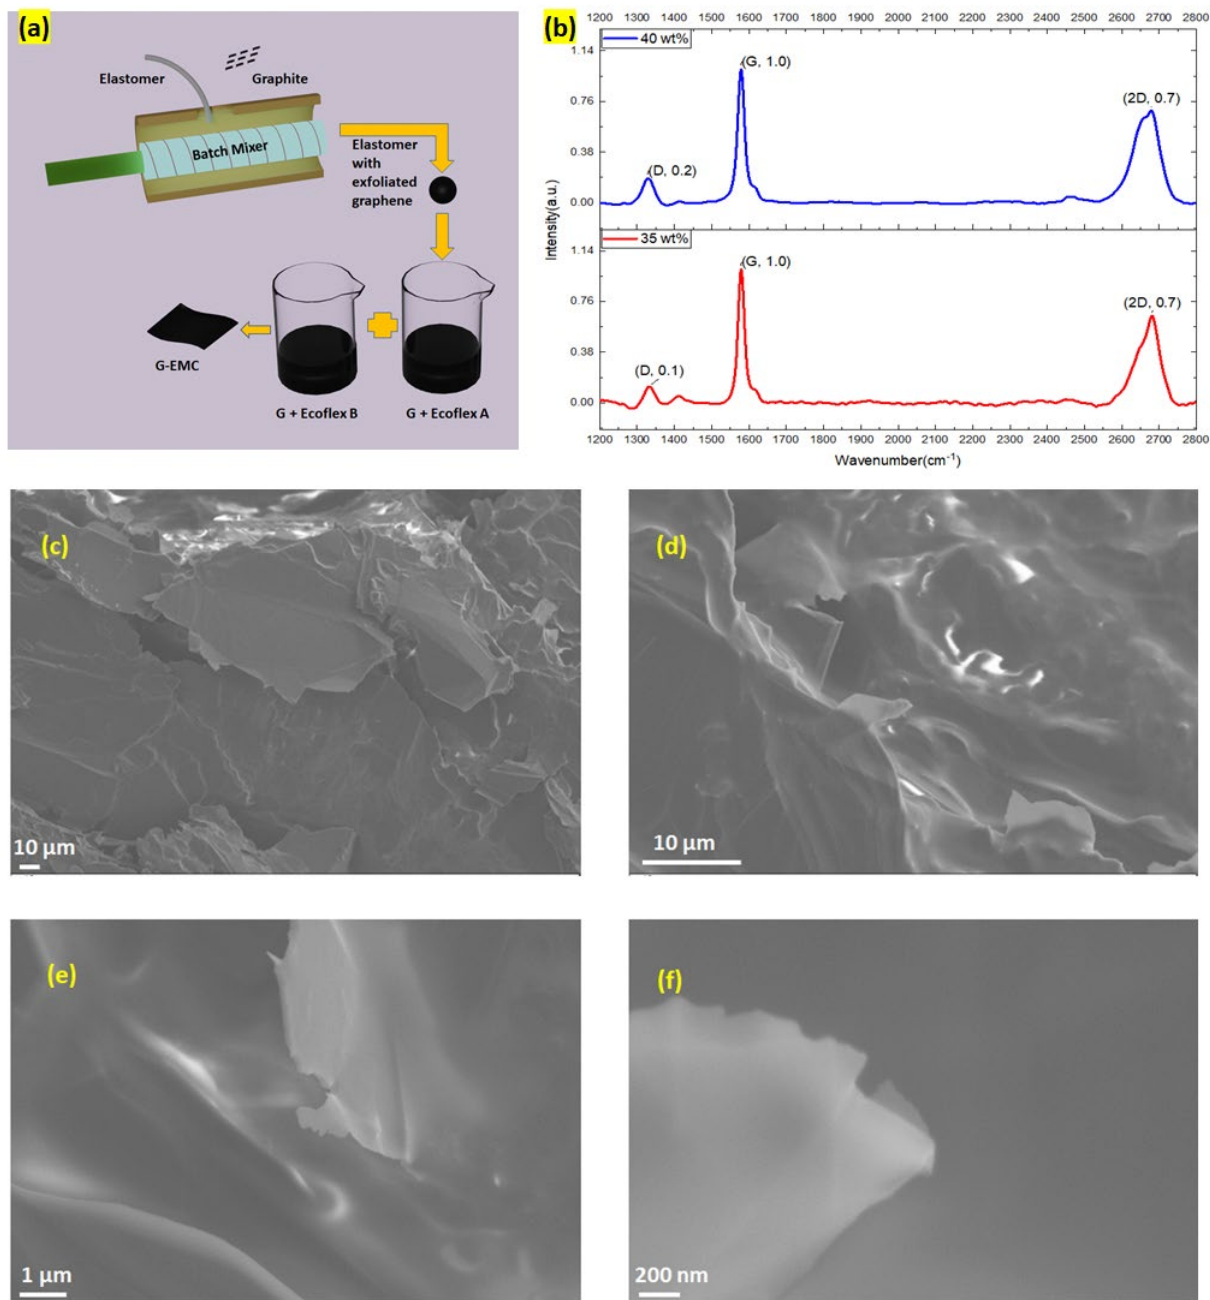 (a)
Elastomer
Graphite
Batch Mixer
Elastomer
with
exfoliated
graphene
G-EMC
G + Ecoflex B
G + Ecoflex A
(b)
1200 1300 1400 1500 1600 1700 1800 1900 2000 2100 2200 2300 2400 2500 2600 2700 2800
40 wt%
1.14
0.76
0.38
0.00
(D, 0.2)
(G, 1.0)
(2D, 0.7)
Intensity(a.u.)
35 wt%
1.14
0.76
0.38
0.00
(D, 0.1)
(G, 1.0)
(2D, 0.7)
1200 1300 1400 1500 1600 1700 1800 1900 2000 2100 2200 2300 2400 2500 2600 2700 2800
Wavenumber(cm⁻¹)
(c)
10 μm
(d)
10 μm
(e)
1 μm
(f)
200 nm